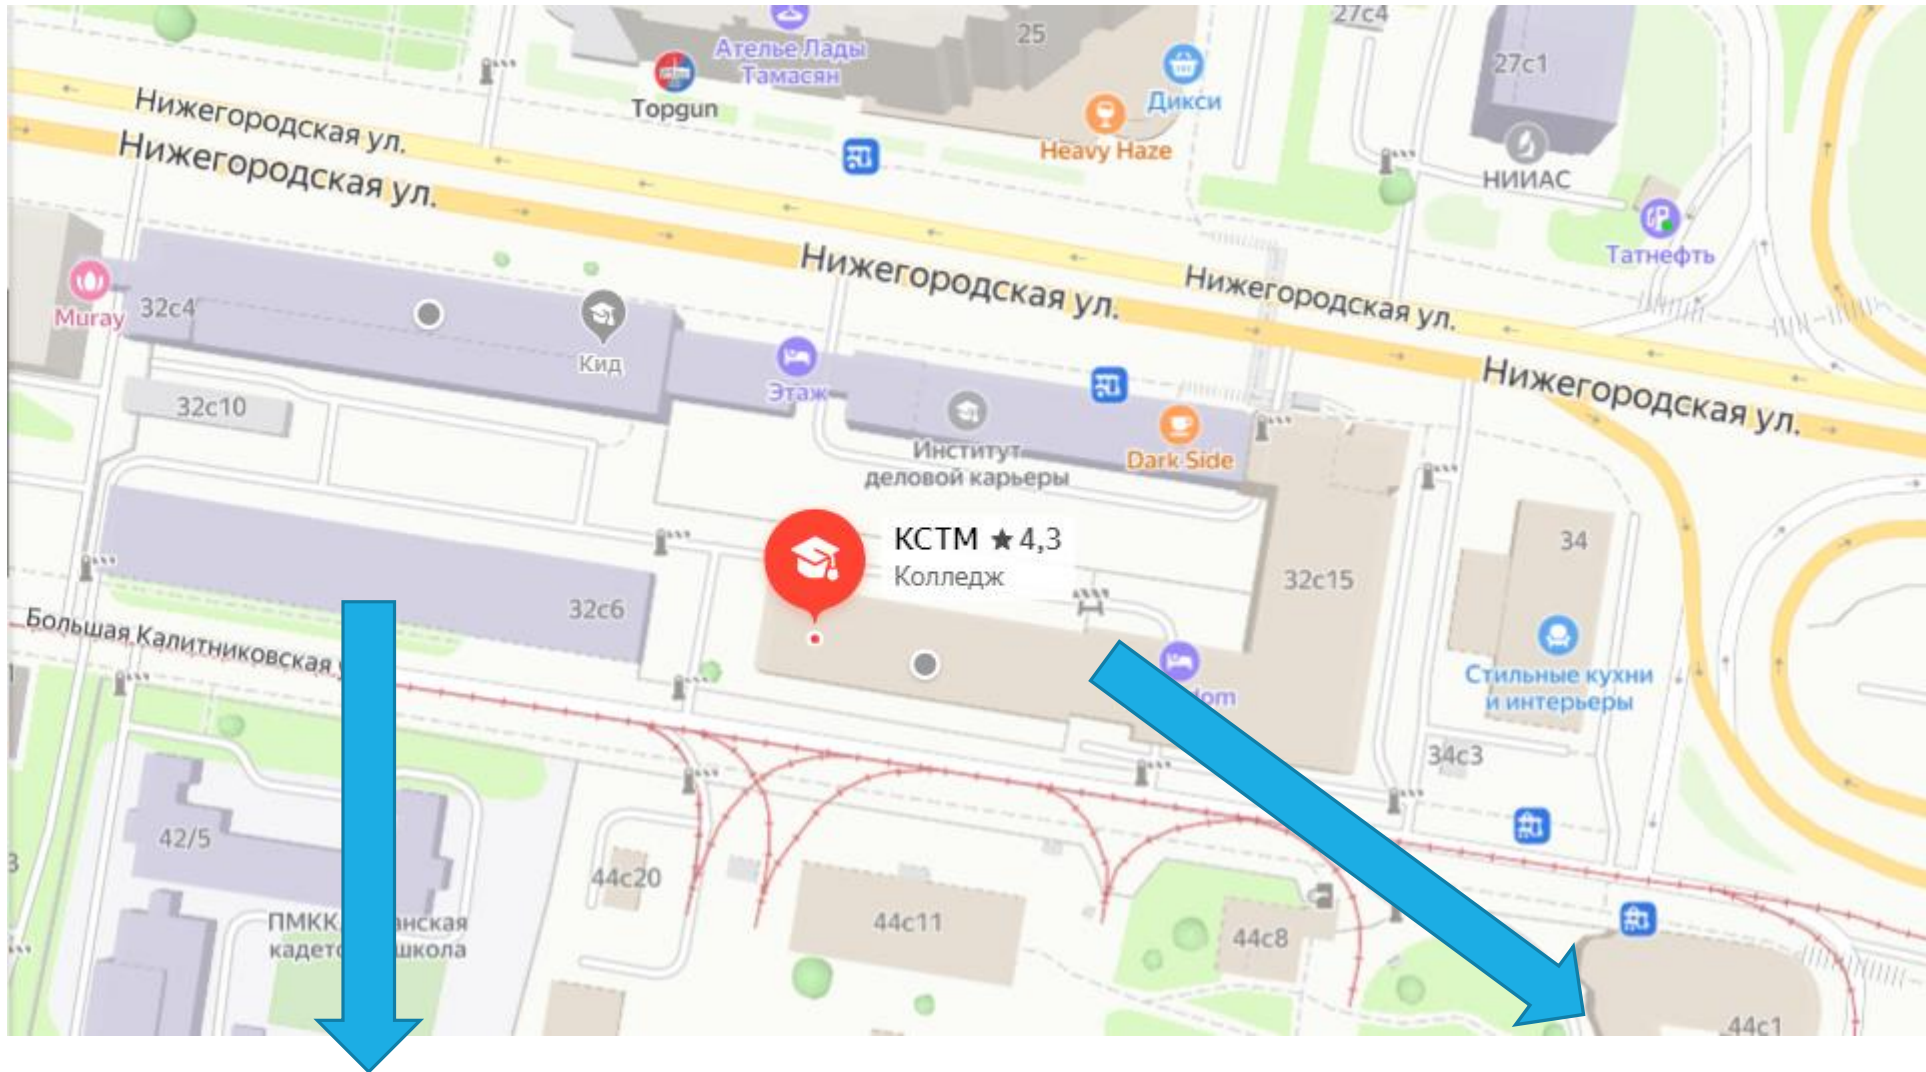 27с4
25
Ателье Лады
Тамасян
27с1
Topgun
Дикси
Heavy Haze
Нижегородская ул.
Нижегородская ул.
НИИАС
Татнефть
Нижегородская ул.
Нижегородская ул.
Нижегородская ул.
Muray
32с4
Кид
Этаж
32с10
Институт
деловой карьеры
Dark Side
КСТМ ★ 4,3
Колледж
34
32с15
32с6
Большая Калитниковская
Стильные кухни
и интерьеры
34с3
42/5
44с20
ПМКК
школа
44с11
44с8
44с1